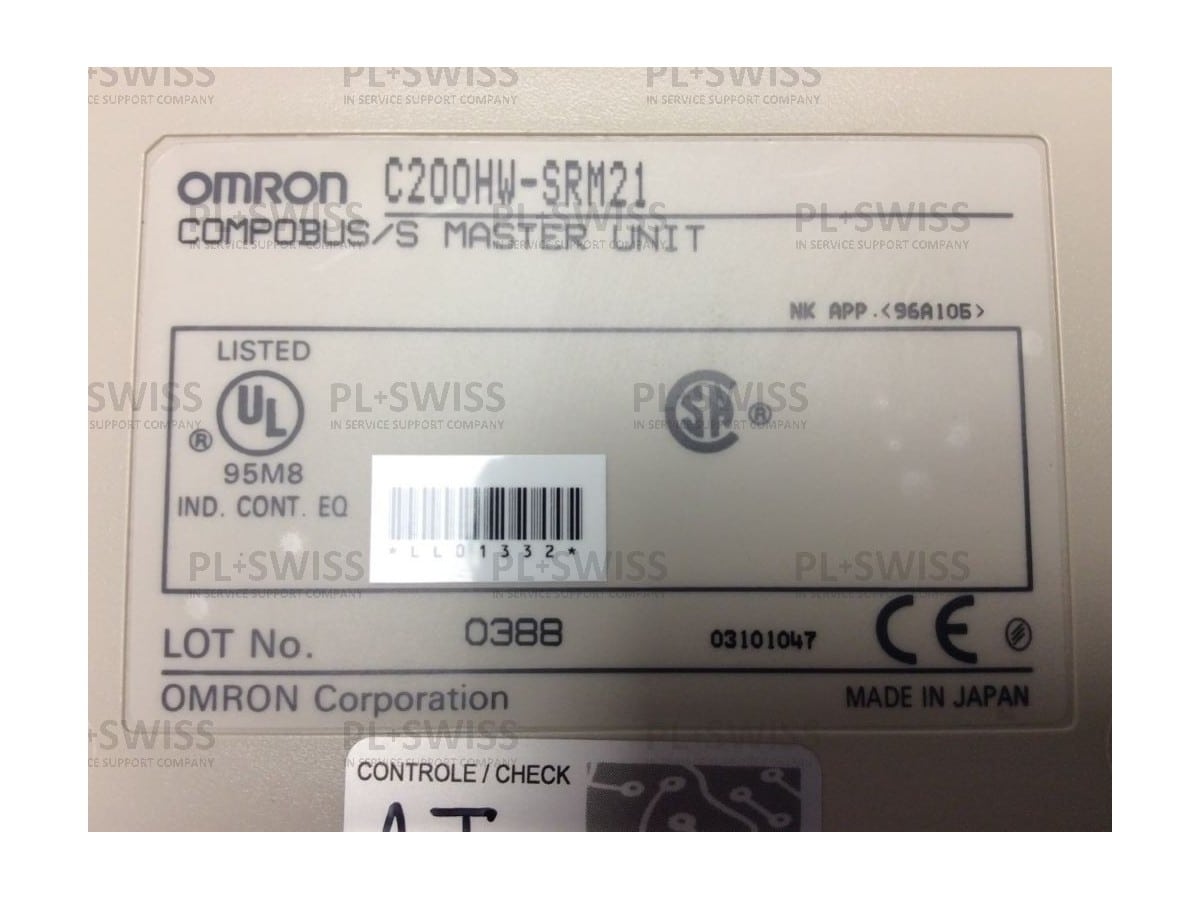 OMRON C200HW-SRM21
COMPOBUS/S MASTER UNIT
NK APP.<96A105>
LISTED
UL
SA ®
®
95M8
IND. CONT. EQ
*LL01332*
LOT No. 0388 03101047 CE
OMRON Corporation MADE IN JAPAN
CONTROLE / CHECK
PL+SWISS
IN SERVICE SUPPORT COMPANY